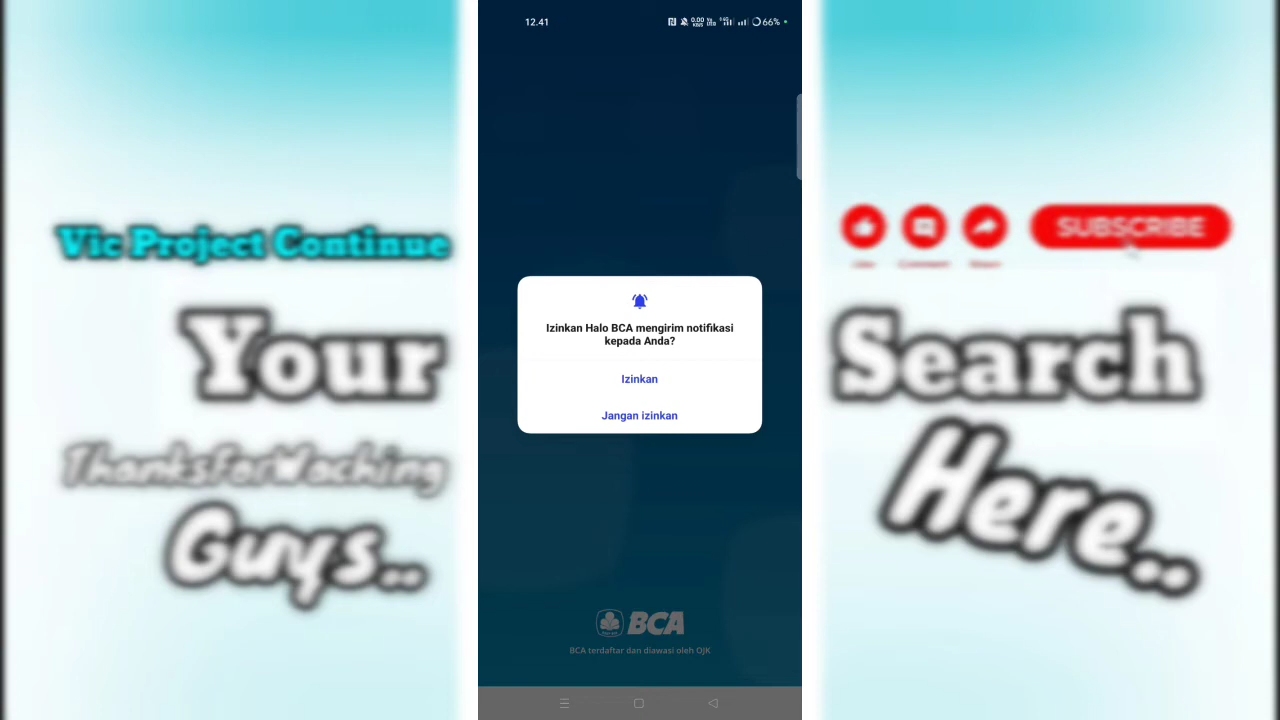 12.41
66%
Vic Project Continue
SUBSCRIBE
Your
Search
ThanksForWaching
Guys..
Here..
Izinkan Halo BCA mengirim notifikasi
kepada Anda?
Izinkan
Jangan izinkan
BCA
BCA terdaftar dan diawasi oleh OJK